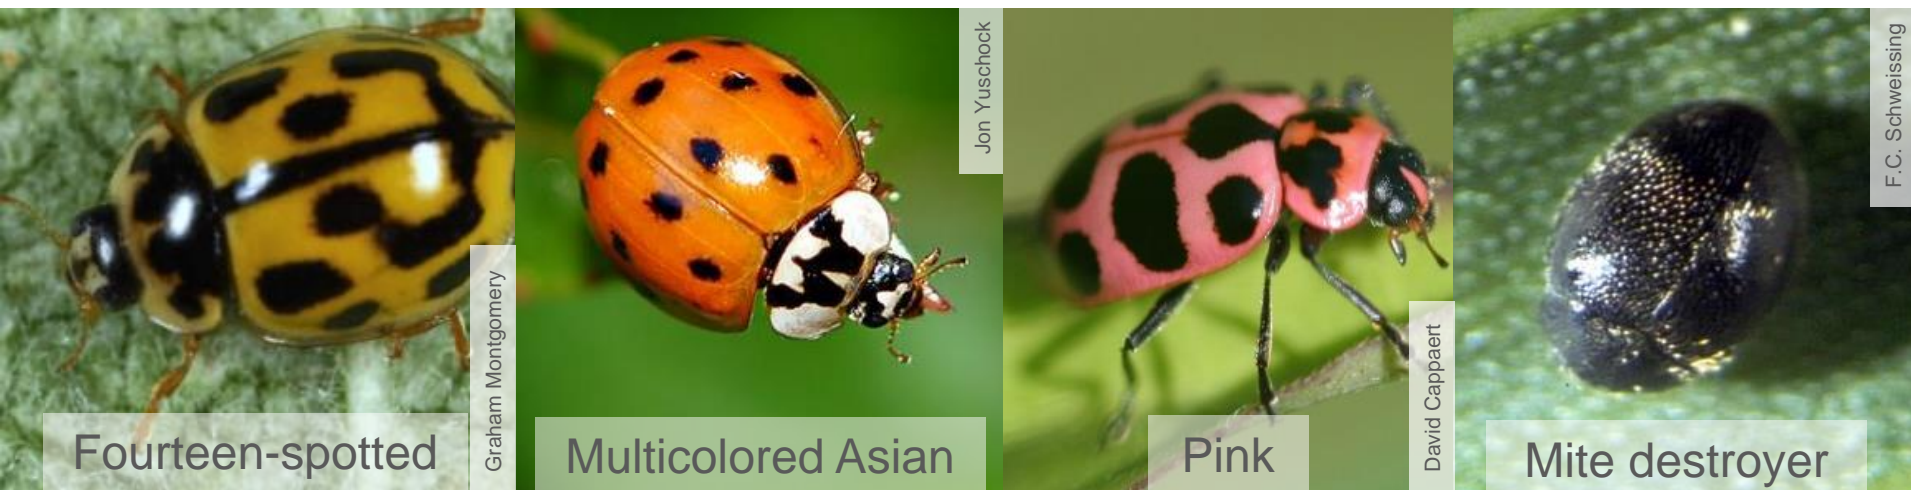 Fourteen-spotted
Graham Montgomery
Multicolored Asian
Jon Yuschock
Pink
David Cappaert
Mite destroyer
F.C. Schweissing